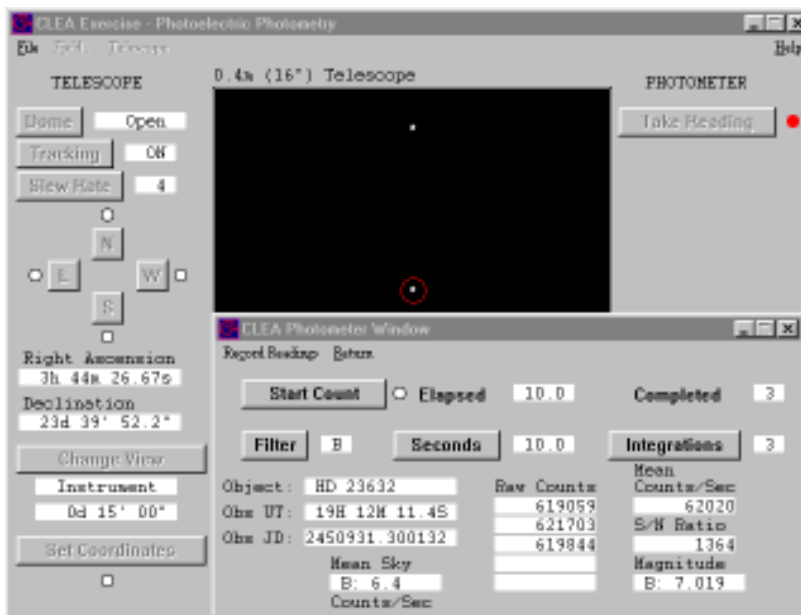 CLEA Exercise - Photoelectric Photometry
File Field.. Telescope
Help
TELESCOPE
0.4m (16") Telescope
PHOTOMETER
Dome Open
Take Reading
Tracking ON
Slew Rate 4
N
E W
S
Right Ascension
3h 44m 26.67s
Declination
23d 39' 52.2"
Change View
Instrument
0d 15' 00"
Set Coordinates
CLEA Photometer Window
Record Readings Return
Start Count Elapsed 10.0 Completed 3
Filter B Seconds 10.0 Integrations 3
Object: HD 23632
Obs UT: 19H 12M 11.4S
Obs JD: 2450931.300132
Mean Sky
B: 6.4
Counts/Sec
Raw Counts
619059
621703
619844
Mean
Counts/Sec
62020
S/N Ratio
1364
Magnitude
B: 7.019